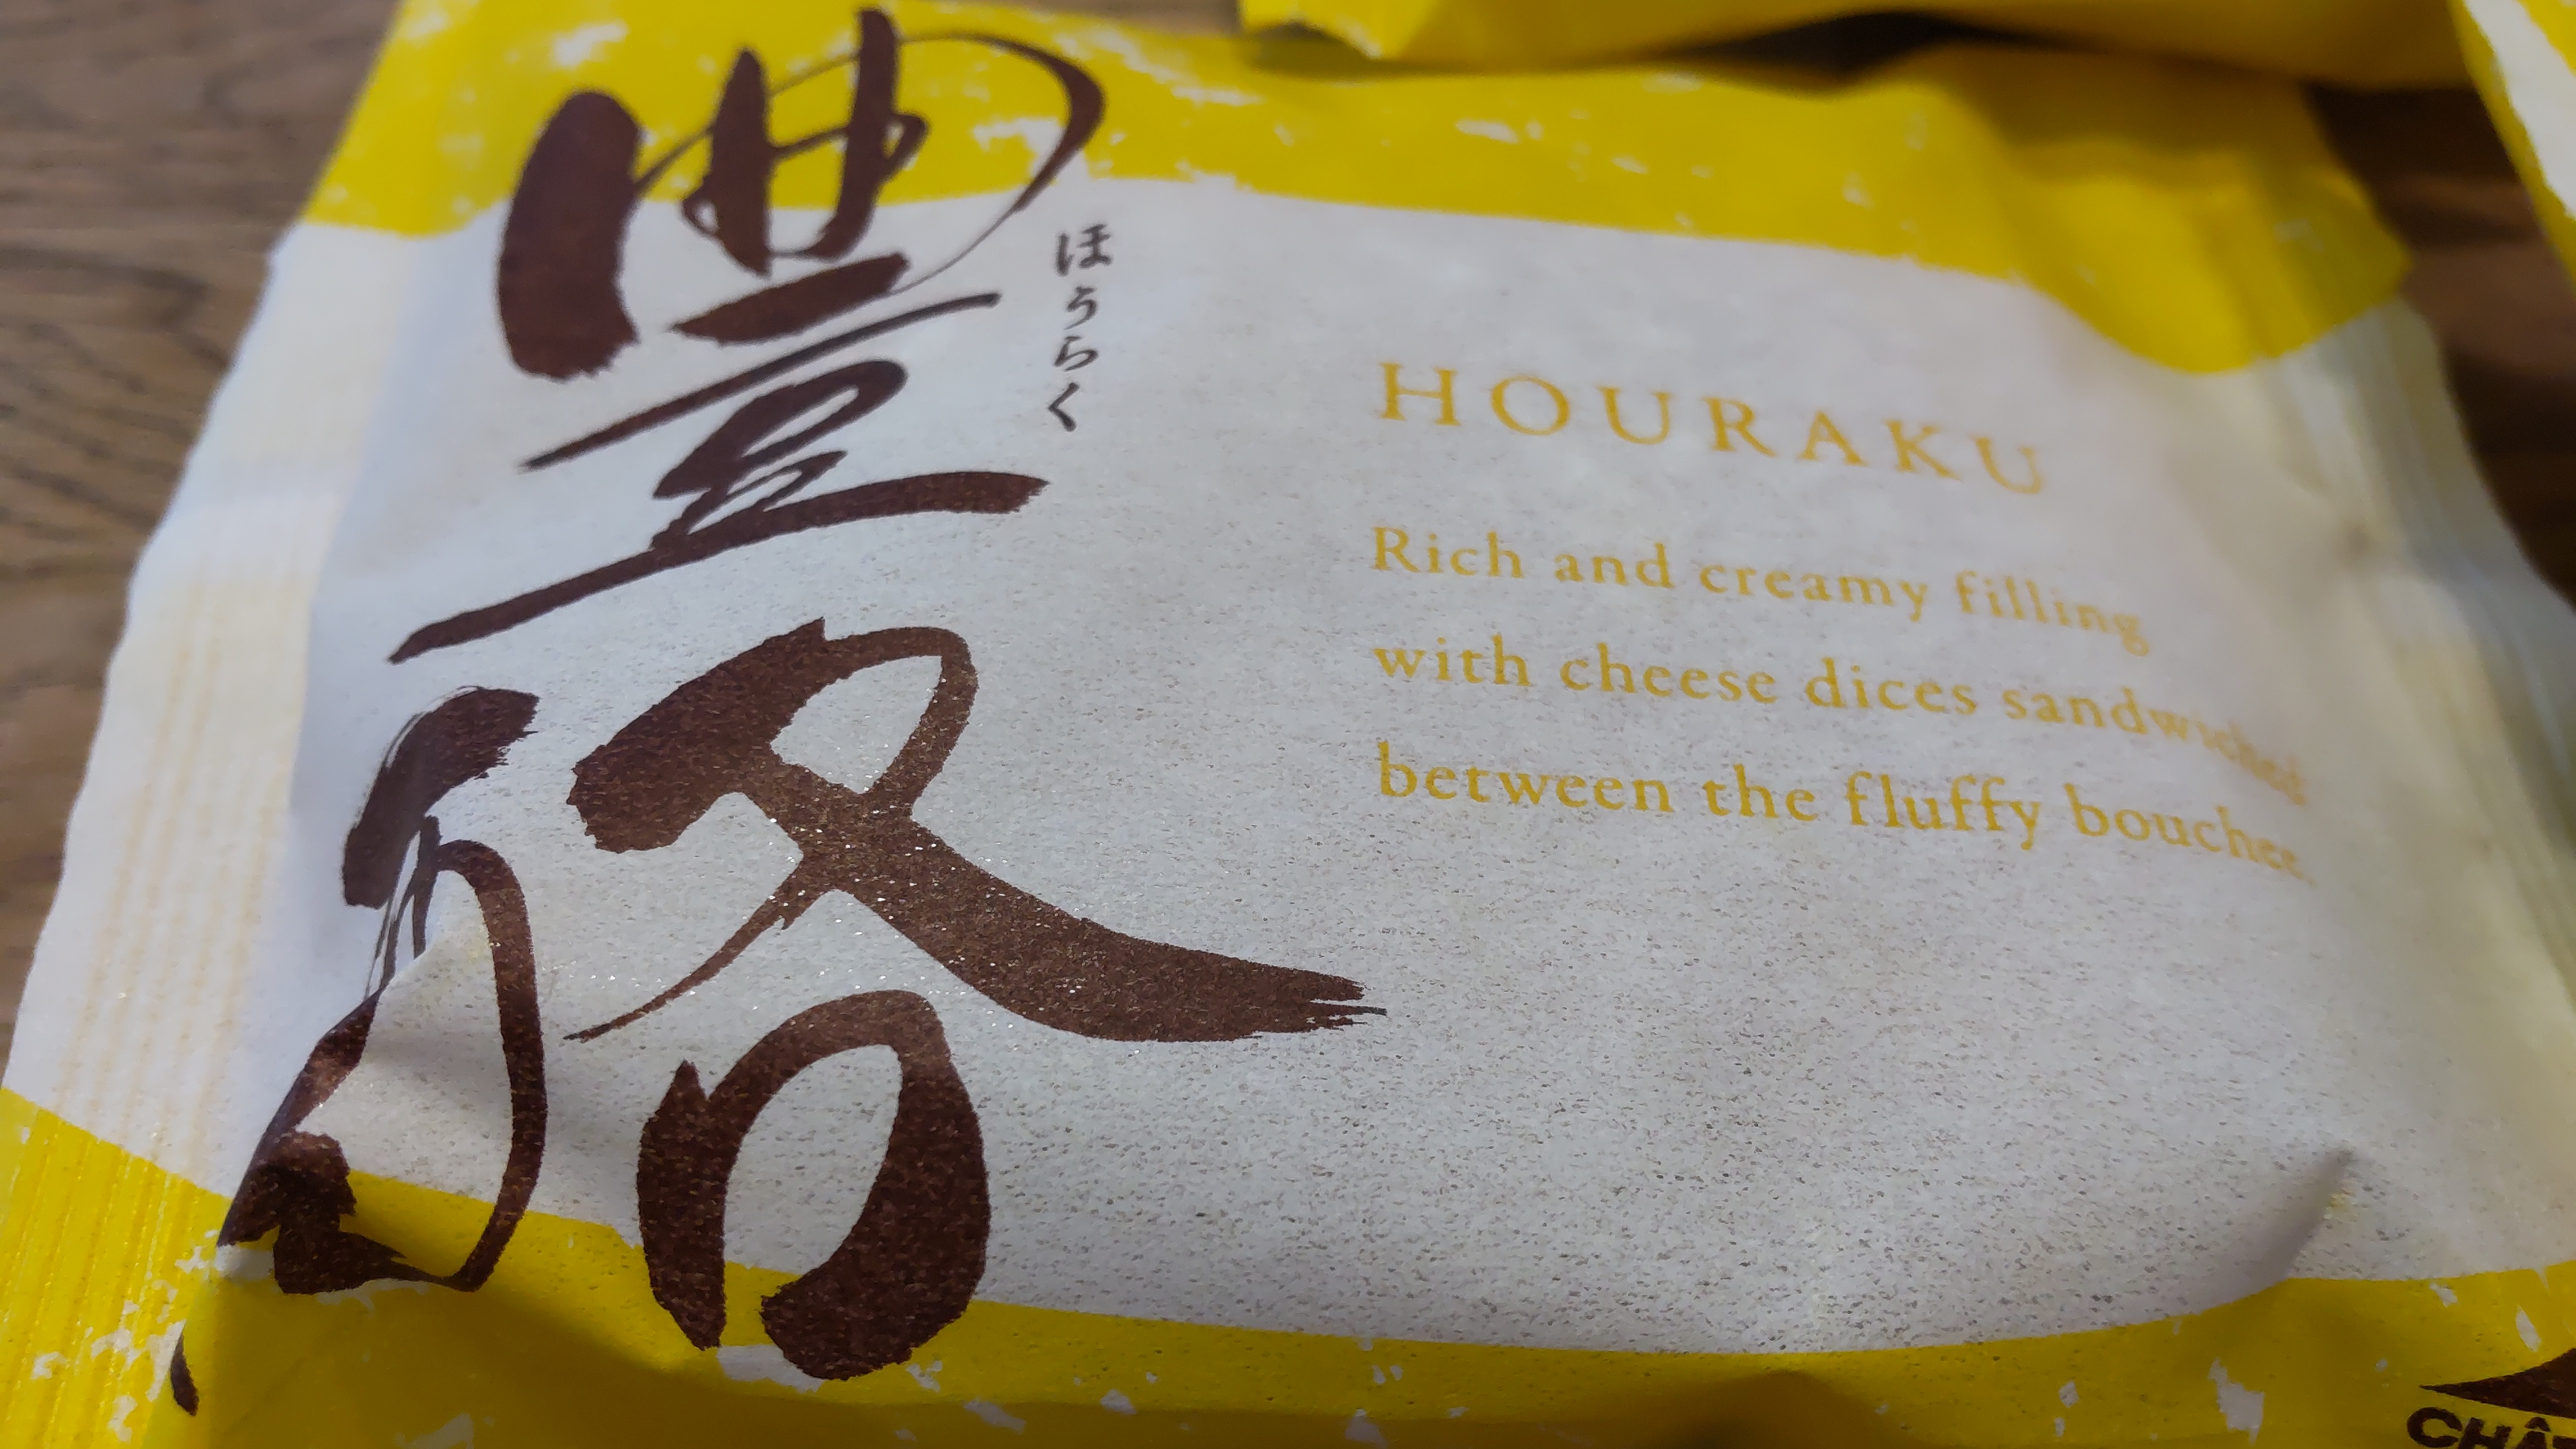 豊酪
ほうらく
HOURAKU
Rich and creamy filling
with cheese dices sandwiched
between the fluffy bouchee.